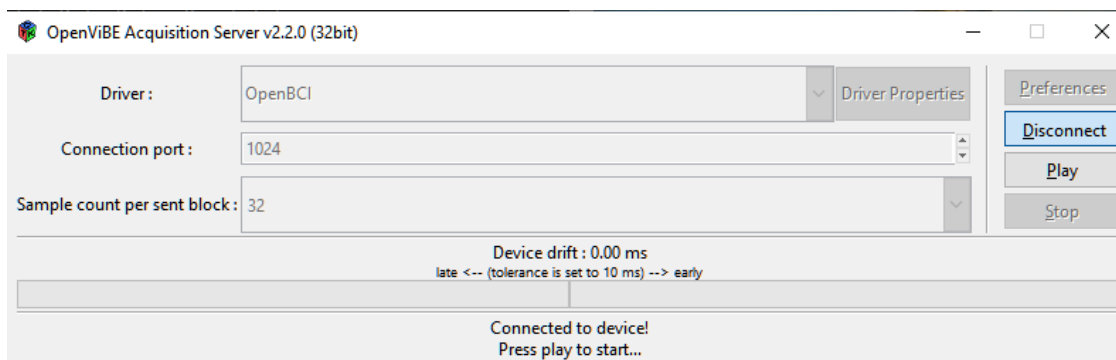 OpenViBE Acquisition Server v2.2.0 (32bit)
Driver : OpenBCI Driver Properties Preferences
Disconnect
Connection port : 1024
Play
Sample count per sent block : 32
Stop
Device drift : 0.00 ms
late <-- (tolerance is set to 10 ms) --> early
Connected to device!
Press play to start...